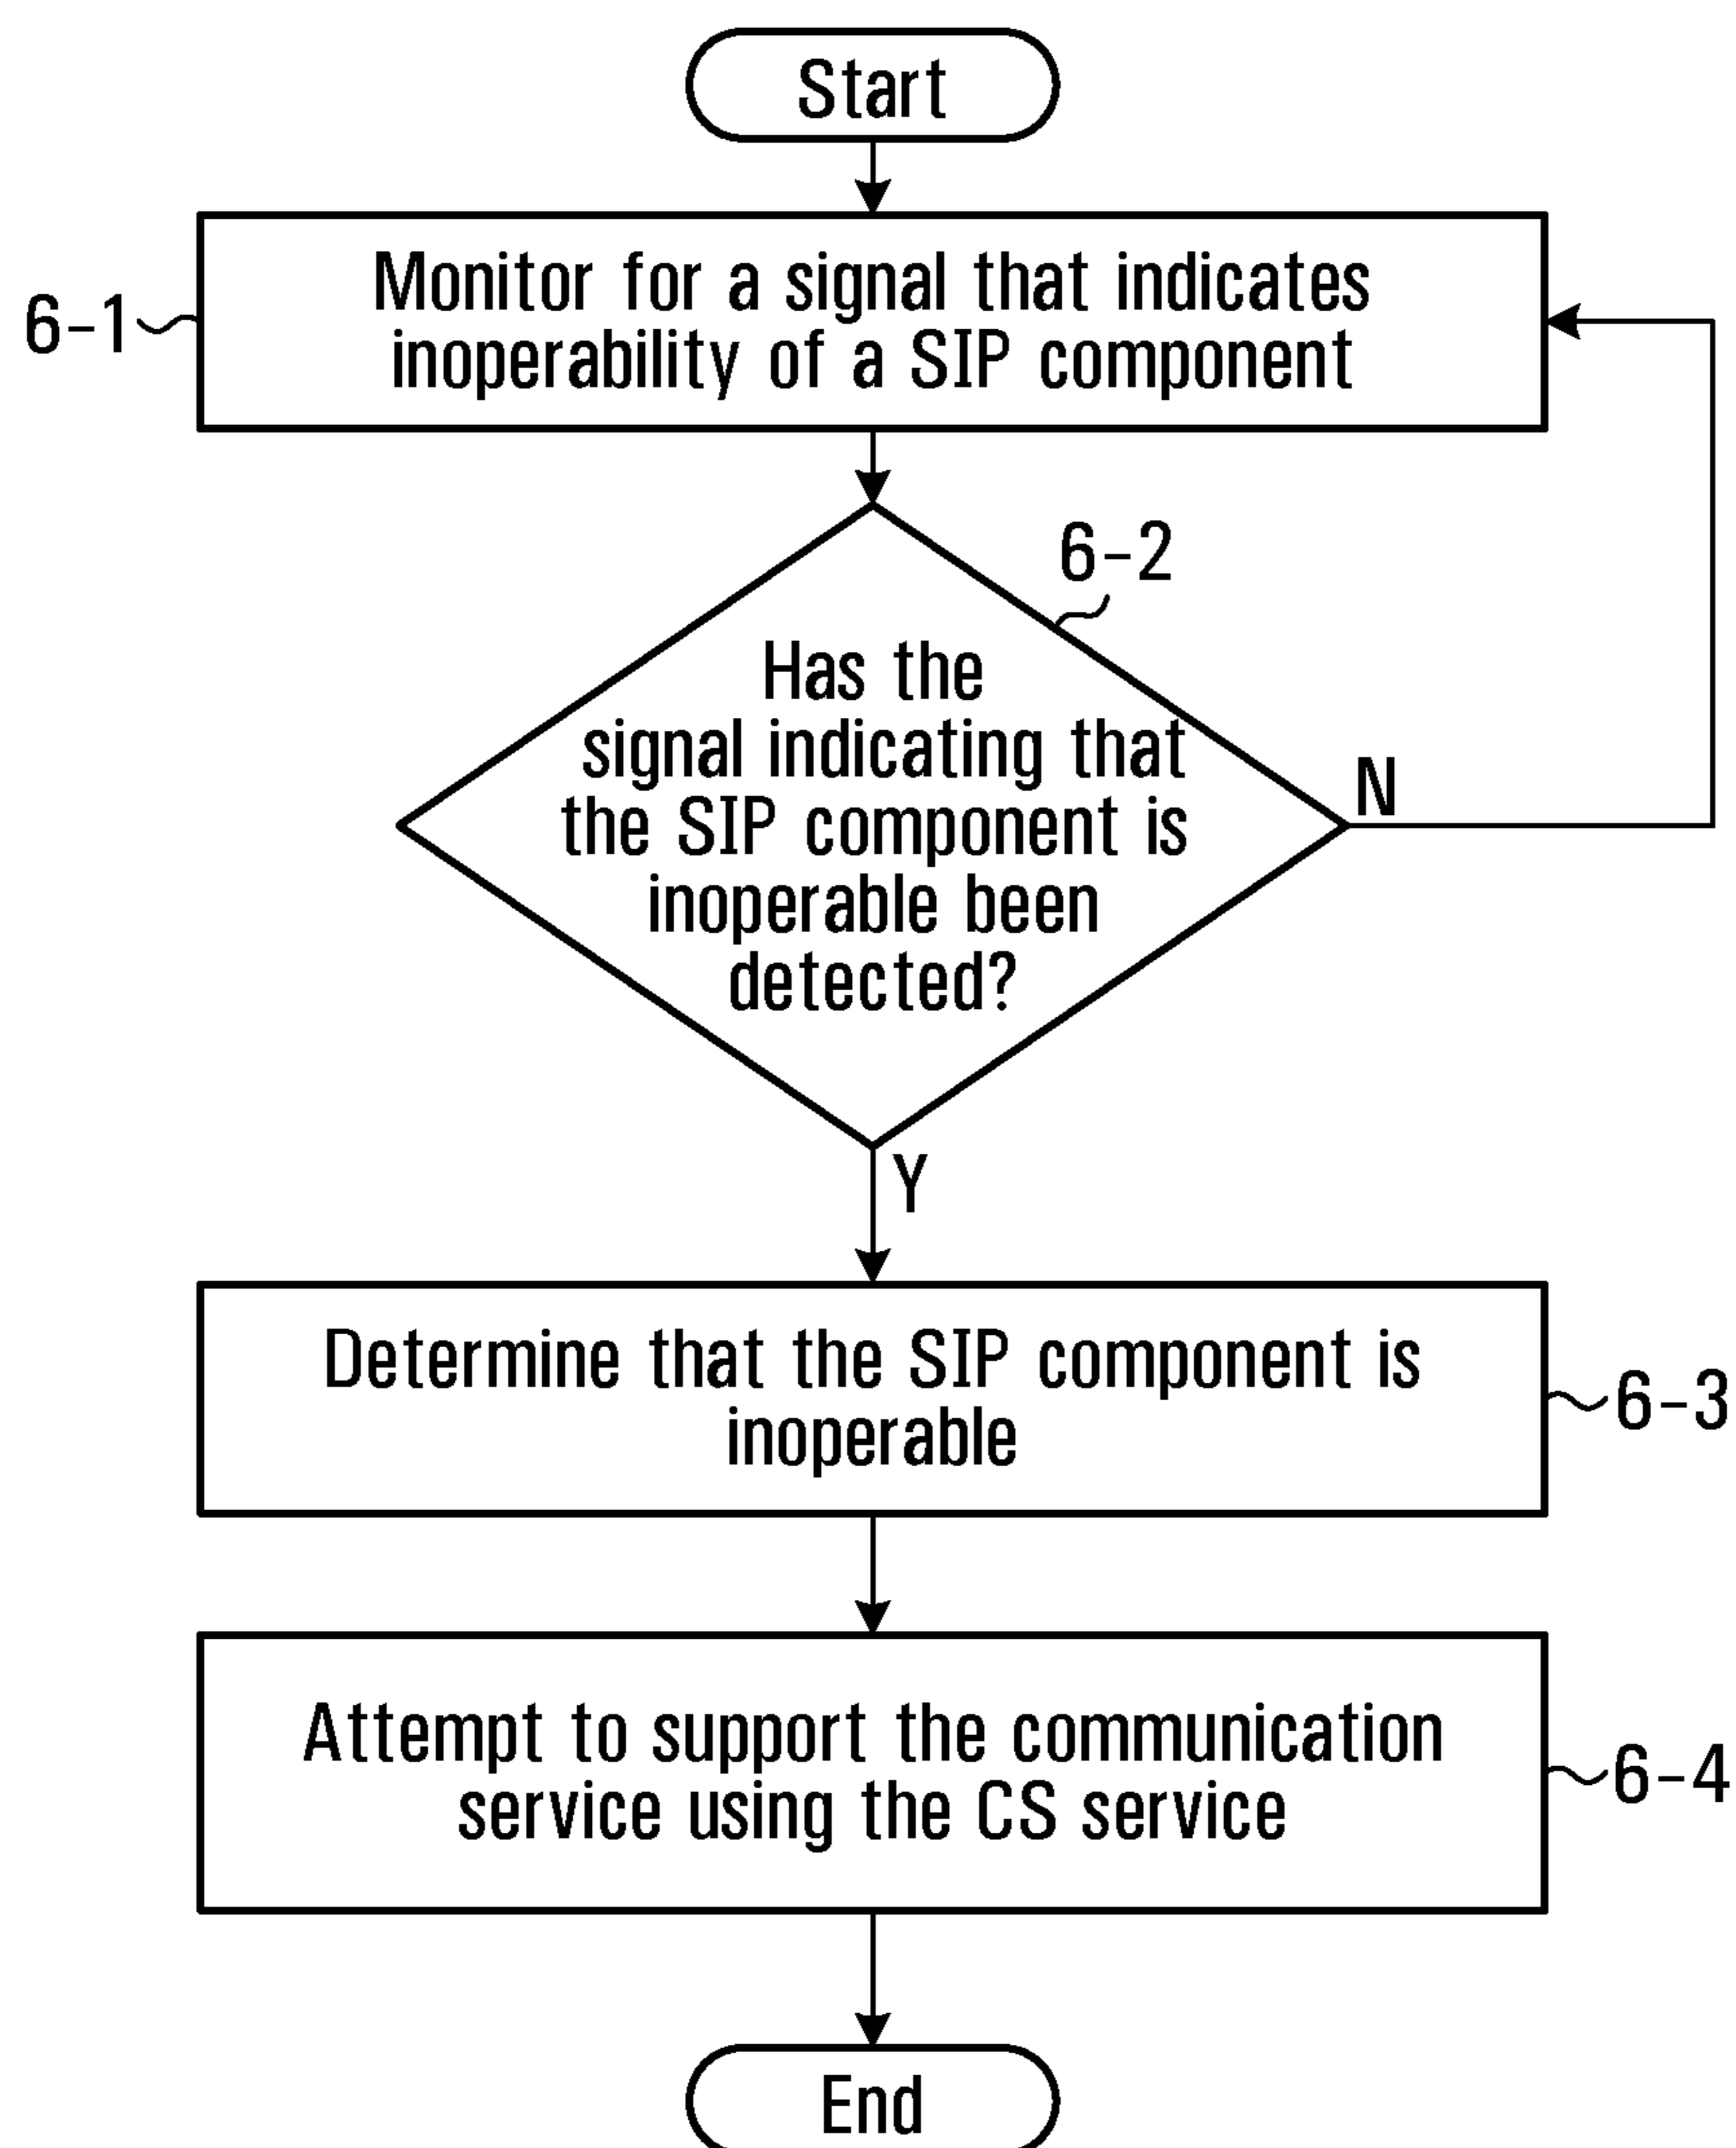 Start
6-1
Monitor for a signal that indicates
inoperability of a SIP component
6-2
Has the
signal indicating that
the SIP component is
inoperable been
detected?
N
Y
Determine that the SIP component is
inoperable
6-3
Attempt to support the communication
service using the CS service
6-4
End